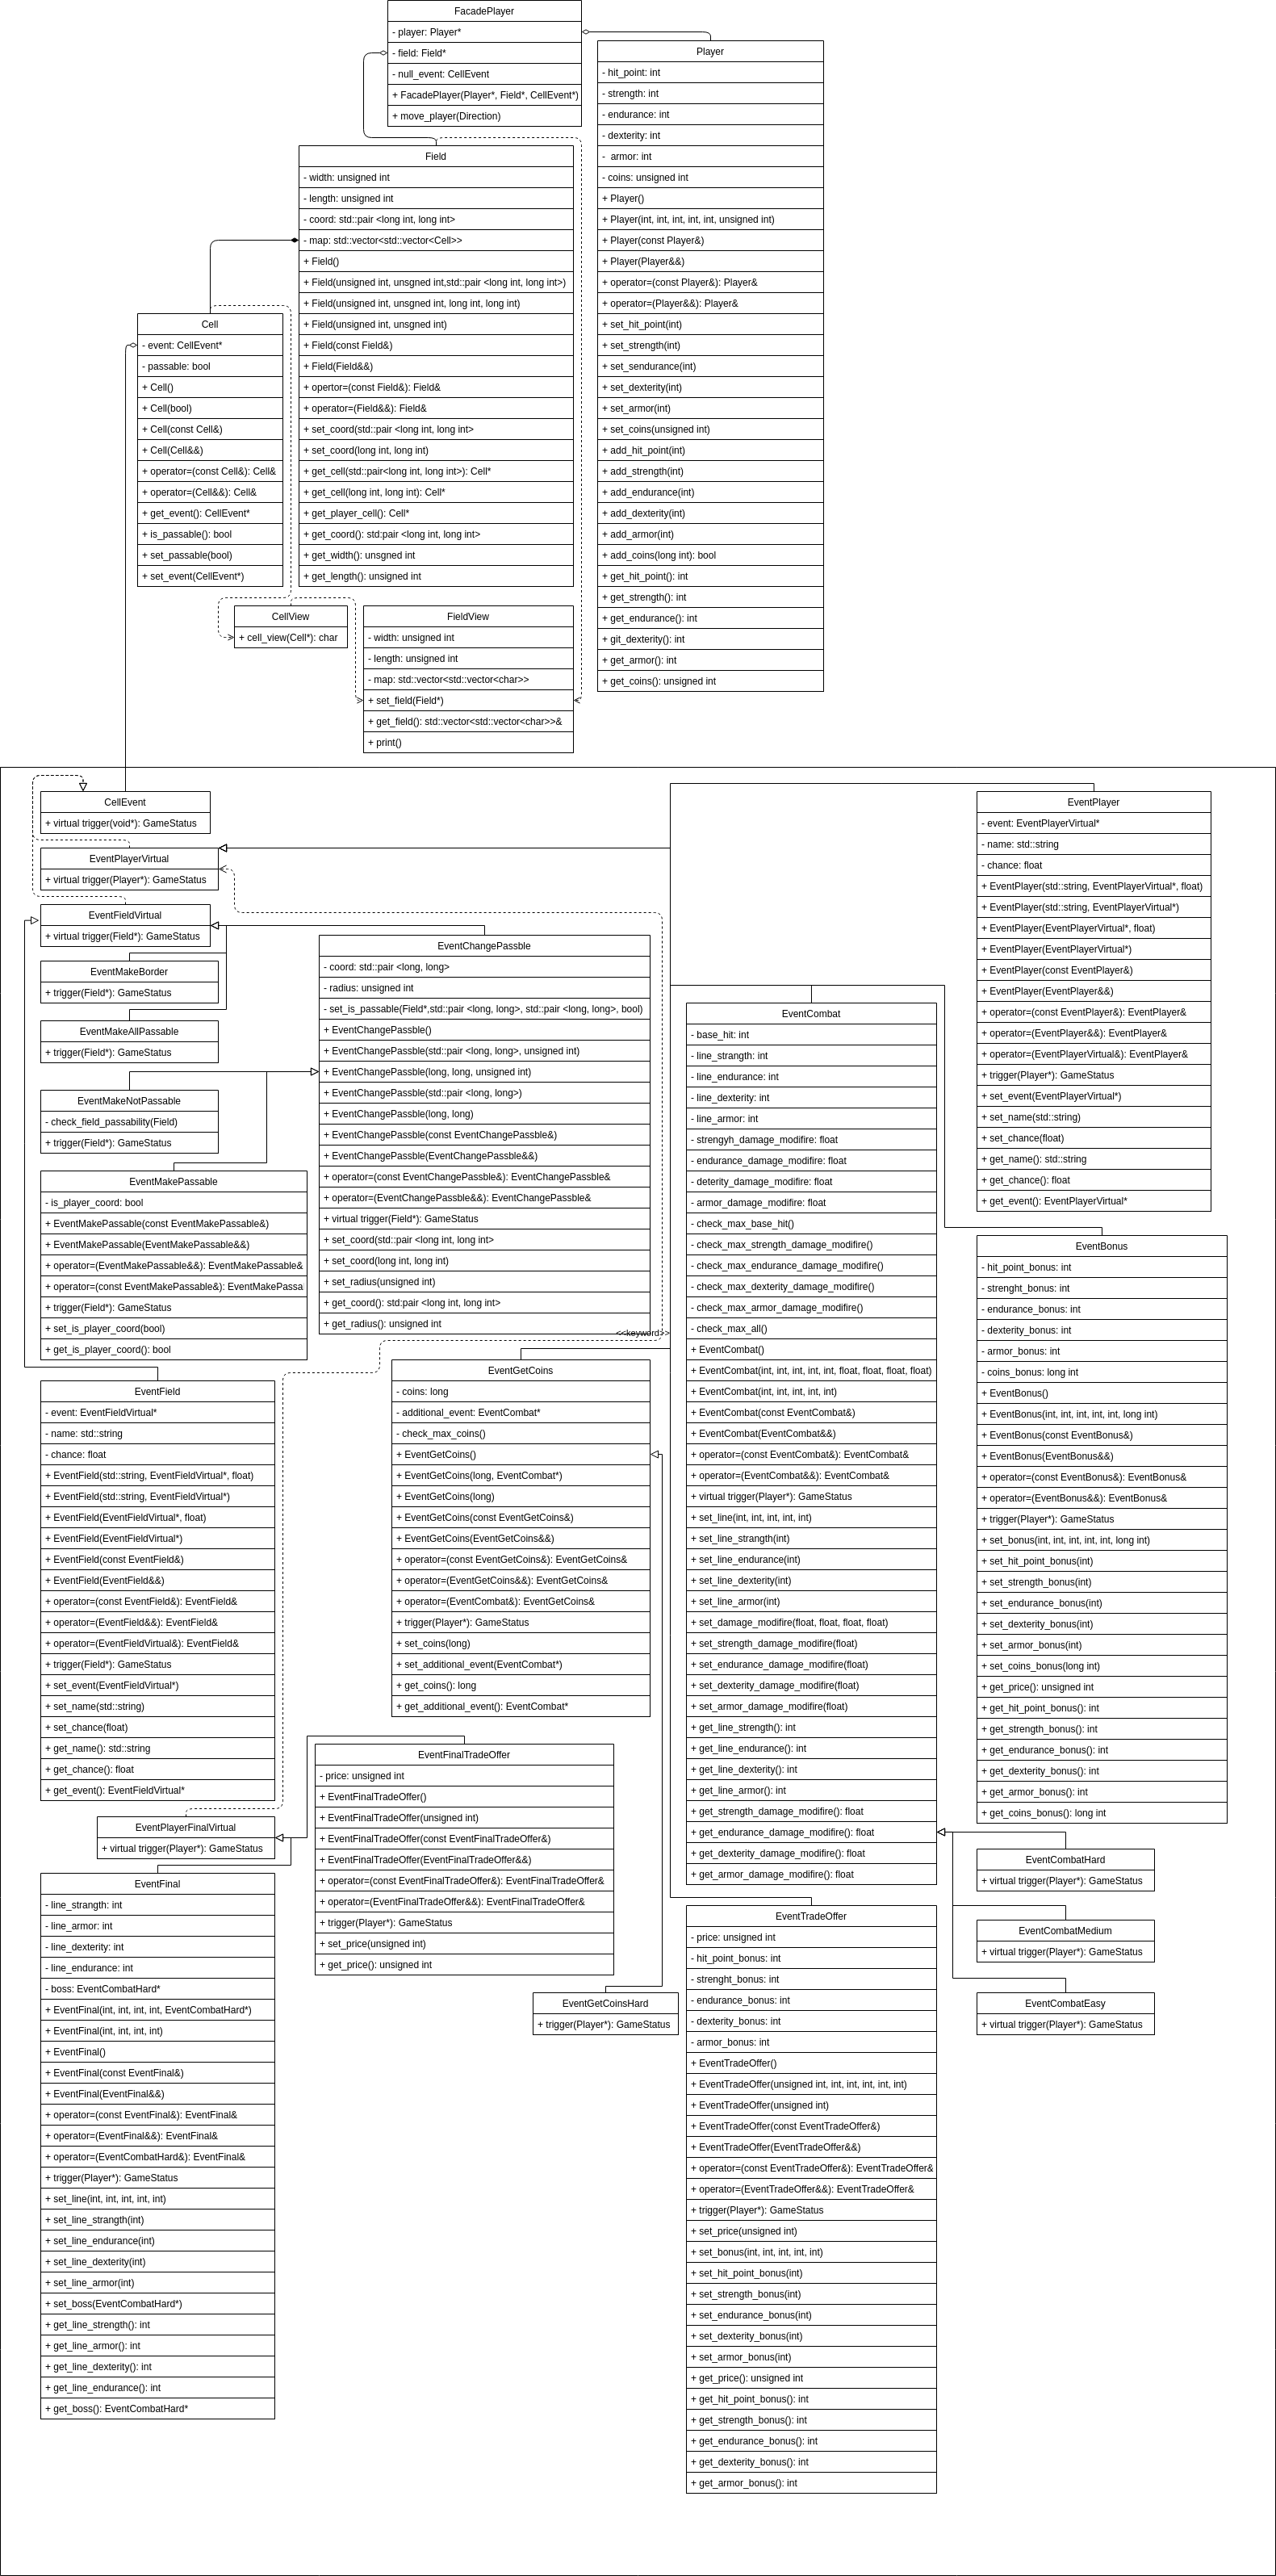 FacadePlayer
- player: Player*
- field: Field*
- null_event: CellEvent
+ FacadePlayer(Player*, Field*, CellEvent*)
+ move_player(Direction)
Player
- hit_point: int
- strength: int
- endurance: int
- dexterity: int
- armor: int
- coins: unsigned int
+ Player()
+ Player(int, int, int, int, int, unsigned int)
+ Player(const Player&)
+ Player(Player&&)
+ operator=(const Player&): Player&
+ operator=(Player&&): Player&
+ set_hit_point(int)
+ set_strength(int)
+ set_sendurance(int)
+ set_dexterity(int)
+ set_armor(int)
+ set_coins(unsigned int)
+ add_hit_point(int)
+ add_strength(int)
+ add_endurance(int)
+ add_dexterity(int)
+ add_armor(int)
+ add_coins(long int): bool
+ get_hit_point(): int
+ get_strength(): int
+ get_endurance(): int
+ git_dexterity(): int
+ get_armor(): int
+ get_coins(): unsigned int
Field
- width: unsigned int
- length: unsigned int
- coord: std::pair <long int, long int>
- map: std::vector<std::vector<Cell>>
+ Field()
+ Field(unsigned int, unsgned int,std::pair <long int, long int>)
+ Field(unsigned int, unsgned int, long int, long int)
+ Field(unsigned int, unsgned int)
+ Field(const Field&)
+ Field(Field&&)
+ opertor=(const Field&): Field&
+ operator=(Field&&): Field&
+ set_coord(std::pair <long int, long int>
+ set_coord(long int, long int)
+ get_cell(std::pair<long int, long int>): Cell*
+ get_cell(long int, long int): Cell*
+ get_player_cell(): Cell*
+ get_coord(): std:pair <long int, long int>
+ get_width(): unsgned int
+ get_length(): unsigned int
Cell
- event: CellEvent*
- passable: bool
+ Cell()
+ Cell(bool)
+ Cell(const Cell&)
+ Cell(Cell&&)
+ operator=(const Cell&: Cell&
+ operator=(Cell&&): Cell&
+ get_event(): CellEvent*
+ is_passable(): bool
+ set_passable(bool)
+ set_event(CellEvent*)
CellView
+ cell_view(Cell*): char
FieldView
- width: unsigned int
- length: unsigned int
- map: std::vector<std::vector<char>>
+ set_field(Field*)
+ get_field(): std::vector<std::vector<char>>&
+ print()
CellEvent
+ virtual trigger(void*): GameStatus
EventPlayerVirtual
+ virtual trigger(Player*): GameStatus
EventFieldVirtual
+ virtual trigger(Field*): GameStatus
EventMakeBorder
+ trigger(Field*): GameStatus
EventMakeAllPassable
+ trigger(Field*): GameStatus
EventMakeNotPassable
- check_field_passability(Field)
+ trigger(Field*): GameStatus
EventMakePassable
- is_player_coord: bool
+ EventMakePassable(const EventMakePassable&)
+ EventMakePassable(EventMakePassable&&)
+ operator=(EventMakePassable&&): EventMakePassable&
+ operator=(const EventMakePassable&): EventMakePassa
+ trigger(Field*): GameStatus
+ set_is_player_coord(bool)
+ get_is_player_coord(): bool
EventChangePassble
- coord: std::pair <long, long>
- radius: unsigned int
- set_is_passable(Field*,std::pair <long, long>, std::pair <long, long>, bool)
+ EventChangePassble()
+ EventChangePassble(std::pair <long, long>, unsigned int)
+ EventChangePassble(long, long, unsigned int)
+ EventChangePassble(std::pair <long, long>)
+ EventChangePassble(long, long)
+ EventChangePassble(const EventChangePassble&)
+ EventChangePassble(EventChangePassble&&)
+ operator=(const EventChangePassble&): EventChangePassble&
+ operator=(EventChangePassble&&): EventChangePassble&
+ virtual trigger(Field*): GameStatus
+ set_coord(std::pair <long int, long int>
+ set_coord(long int, long int)
+ set_radius(unsigned int)
+ get_coord(): std:pair <long int, long int>
+ get_radius(): unsigned int
<<keyword>>
EventPlayer
- event: EventPlayerVirtual*
- name: std::string
- chance: float
+ EventPlayer(std::string, EventPlayerVirtual*, float)
+ EventPlayer(std::string, EventPlayerVirtual*)
+ EventPlayer(EventPlayerVirtual*, float)
+ EventPlayer(EventPlayerVirtual*)
+ EventPlayer(const EventPlayer&)
+ EventPlayer(EventPlayer&&)
+ operator=(const EventPlayer&): EventPlayer&
+ operator=(EventPlayer&&): EventPlayer&
+ operator=(EventPlayerVirtual&): EventPlayer&
+ trigger(Player*): GameStatus
+ set_event(EventPlayerVirtual*)
+ set_name(std::string)
+ set_chance(float)
+ get_name(): std::string
+ get_chance(): float
+ get_event(): EventPlayerVirtual*
EventCombat
- base_hit: int
- line_strangth: int
- line_endurance: int
- line_dexterity: int
- line_armor: int
- strengyh_damage_modifire: float
- endurance_damage_modifire: float
- deterity_damage_modifire: float
- armor_damage_modifire: float
- check_max_base_hit()
- check_max_strength_damage_modifire()
- check_max_endurance_damage_modifire()
- check_max_dexterity_damage_modifire()
- check_max_armor_damage_modifire()
- check_max_all()
+ EventCombat()
+ EventCombat(int, int, int, int, int, float, float, float, float)
+ EventCombat(int, int, int, int, int)
+ EventCombat(const EventCombat&)
+ EventCombat(EventCombat&&)
+ operator=(const EventCombat&): EventCombat&
+ operator=(EventCombat&&): EventCombat&
+ virtual trigger(Player*): GameStatus
+ set_line(int, int, int, int, int)
+ set_line_strangth(int)
+ set_line_endurance(int)
+ set_line_dexterity(int)
+ set_line_armor(int)
+ set_damage_modifire(float, float, float, float)
+ set_strength_damage_modifire(float)
+ set_endurance_damage_modifire(float)
+ set_dexterity_damage_modifire(float)
+ set_armor_damage_modifire(float)
+ get_line_strength(): int
+ get_line_endurance(): int
+ get_line_dexterity(): int
+ get_line_armor(): int
+ get_strength_damage_modifire(): float
+ get_endurance_damage_modifire(): float
+ get_dexterity_damage_modifire(): float
+ get_armor_damage_modifire(): float
EventBonus
- hit_point_bonus: int
- strenght_bonus: int
- endurance_bonus: int
- dexterity_bonus: int
- armor_bonus: int
- coins_bonus: long int
+ EventBonus()
+ EventBonus(int, int, int, int, int, long int)
+ EventBonus(const EventBonus&)
+ EventBonus(EventBonus&&)
+ operator=(const EventBonus&): EventBonus&
+ operator=(EventBonus&&): EventBonus&
+ trigger(Player*): GameStatus
+ set_bonus(int, int, int, int, int, long int)
+ set_hit_point_bonus(int)
+ set_strength_bonus(int)
+ set_endurance_bonus(int)
+ set_dexterity_bonus(int)
+ set_armor_bonus(int)
+ set_coins_bonus(long int)
+ get_price(): unsigned int
+ get_hit_point_bonus(): int
+ get_strength_bonus(): int
+ get_endurance_bonus(): int
+ get_dexterity_bonus(): int
+ get_armor_bonus(): int
+ get_coins_bonus(): long int
EventField
- event: EventFieldVirtual*
- name: std::string
- chance: float
+ EventField(std::string, EventFieldVirtual*, float)
+ EventField(std::string, EventFieldVirtual*)
+ EventField(EventFieldVirtual*, float)
+ EventField(EventFieldVirtual*)
+ EventField(const EventField&)
+ EventField(EventField&&)
+ operator=(const EventField&): EventField&
+ operator=(EventField&&): EventField&
+ operator=(EventFieldVirtual&): EventField&
+ trigger(Field*): GameStatus
+ set_event(EventFieldVirtual*)
+ set_name(std::string)
+ set_chance(float)
+ get_name(): std::string
+ get_chance(): float
+ get_event(): EventFieldVirtual*
EventGetCoins
- coins: long
- additional_event: EventCombat*
- check_max_coins()
+ EventGetCoins()
+ EventGetCoins(long, EventCombat*)
+ EventGetCoins(long)
+ EventGetCoins(const EventGetCoins&)
+ EventGetCoins(EventGetCoins&&)
+ operator=(const EventGetCoins&): EventGetCoins&
+ operator=(EventGetCoins&&): EventGetCoins&
+ operator=(EventCombat&): EventGetCoins&
+ trigger(Player*): GameStatus
+ set_coins(long)
+ set_additional_event(EventCombat*)
+ get_coins(): long
+ get_additional_event(): EventCombat*
EventFinalTradeOffer
- price: unsigned int
+ EventFinalTradeOffer()
+ EventFinalTradeOffer(unsigned int)
+ EventFinalTradeOffer(const EventFinalTradeOffer&)
+ EventFinalTradeOffer(EventFinalTradeOffer&&)
+ operator=(const EventFinalTradeOffer&): EventFinalTradeOffer&
+ operator=(EventFinalTradeOffer&&): EventFinalTradeOffer&
+ trigger(Player*): GameStatus
+ set_price(unsigned int)
+ get_price(): unsigned int
EventPlayerFinalVirtual
+ virtual trigger(Player*): GameStatus
EventFinal
- line_strangth: int
- line_armor: int
- line_dexterity: int
- line_endurance: int
- boss: EventCombatHard*
+ EventFinal(int, int, int, int, EventCombatHard*)
+ EventFinal(int, int, int, int)
+ EventFinal()
+ EventFinal(const EventFinal&)
+ EventFinal(EventFinal&&)
+ operator=(const EventFinal&): EventFinal&
+ operator=(EventFinal&&): EventFinal&
+ operator=(EventCombatHard&): EventFinal&
+ trigger(Player*): GameStatus
+ set_line(int, int, int, int, int)
+ set_line_strangth(int)
+ set_line_endurance(int)
+ set_line_dexterity(int)
+ set_line_armor(int)
+ set_boss(EventCombatHard*)
+ get_line_strength(): int
+ get_line_armor(): int
+ get_line_dexterity(): int
+ get_line_endurance(): int
+ get_boss(): EventCombatHard*
EventGetCoinsHard
+ trigger(Player*): GameStatus
EventTradeOffer
- price: unsigned int
- hit_point_bonus: int
- strenght_bonus: int
- endurance_bonus: int
- dexterity_bonus: int
- armor_bonus: int
+ EventTradeOffer()
+ EventTradeOffer(unsigned int, int, int, int, int, int)
+ EventTradeOffer(unsigned int)
+ EventTradeOffer(const EventTradeOffer&)
+ EventTradeOffer(EventTradeOffer&&)
+ operator=(const EventTradeOffer&): EventTradeOffer&
+ operator=(EventTradeOffer&&): EventTradeOffer&
+ trigger(Player*): GameStatus
+ set_price(unsigned int)
+ set_bonus(int, int, int, int, int)
+ set_hit_point_bonus(int)
+ set_strength_bonus(int)
+ set_endurance_bonus(int)
+ set_dexterity_bonus(int)
+ set_armor_bonus(int)
+ get_price(): unsigned int
+ get_hit_point_bonus(): int
+ get_strength_bonus(): int
+ get_endurance_bonus(): int
+ get_dexterity_bonus(): int
+ get_armor_bonus(): int
EventCombatHard
+ virtual trigger(Player*): GameStatus
EventCombatMedium
+ virtual trigger(Player*): GameStatus
EventCombatEasy
+ virtual trigger(Player*): GameStatus